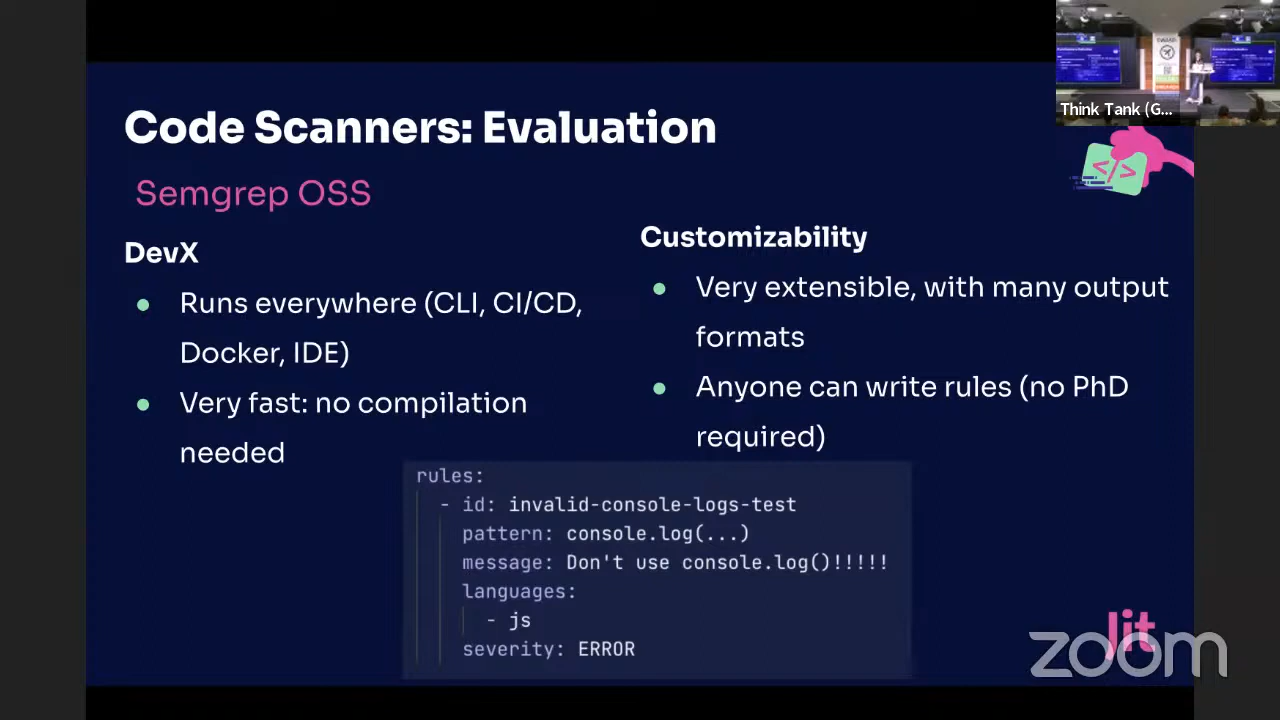 Code Scanners: Evaluation
Semgrep OSS
DevX
Runs everywhere (CLI, CI/CD,
Docker, IDE)
Very fast: no compilation
needed
Customizability
Very extensible, with many output
formats
Anyone can write rules (no PhD
required)
rules:
- id: invalid-console-logs-test
pattern: console.log(...)
message: Don't use console.log()!!!!!
languages:
- js
severity: ERROR
Think Tank (G...
</>
Jit
zoom